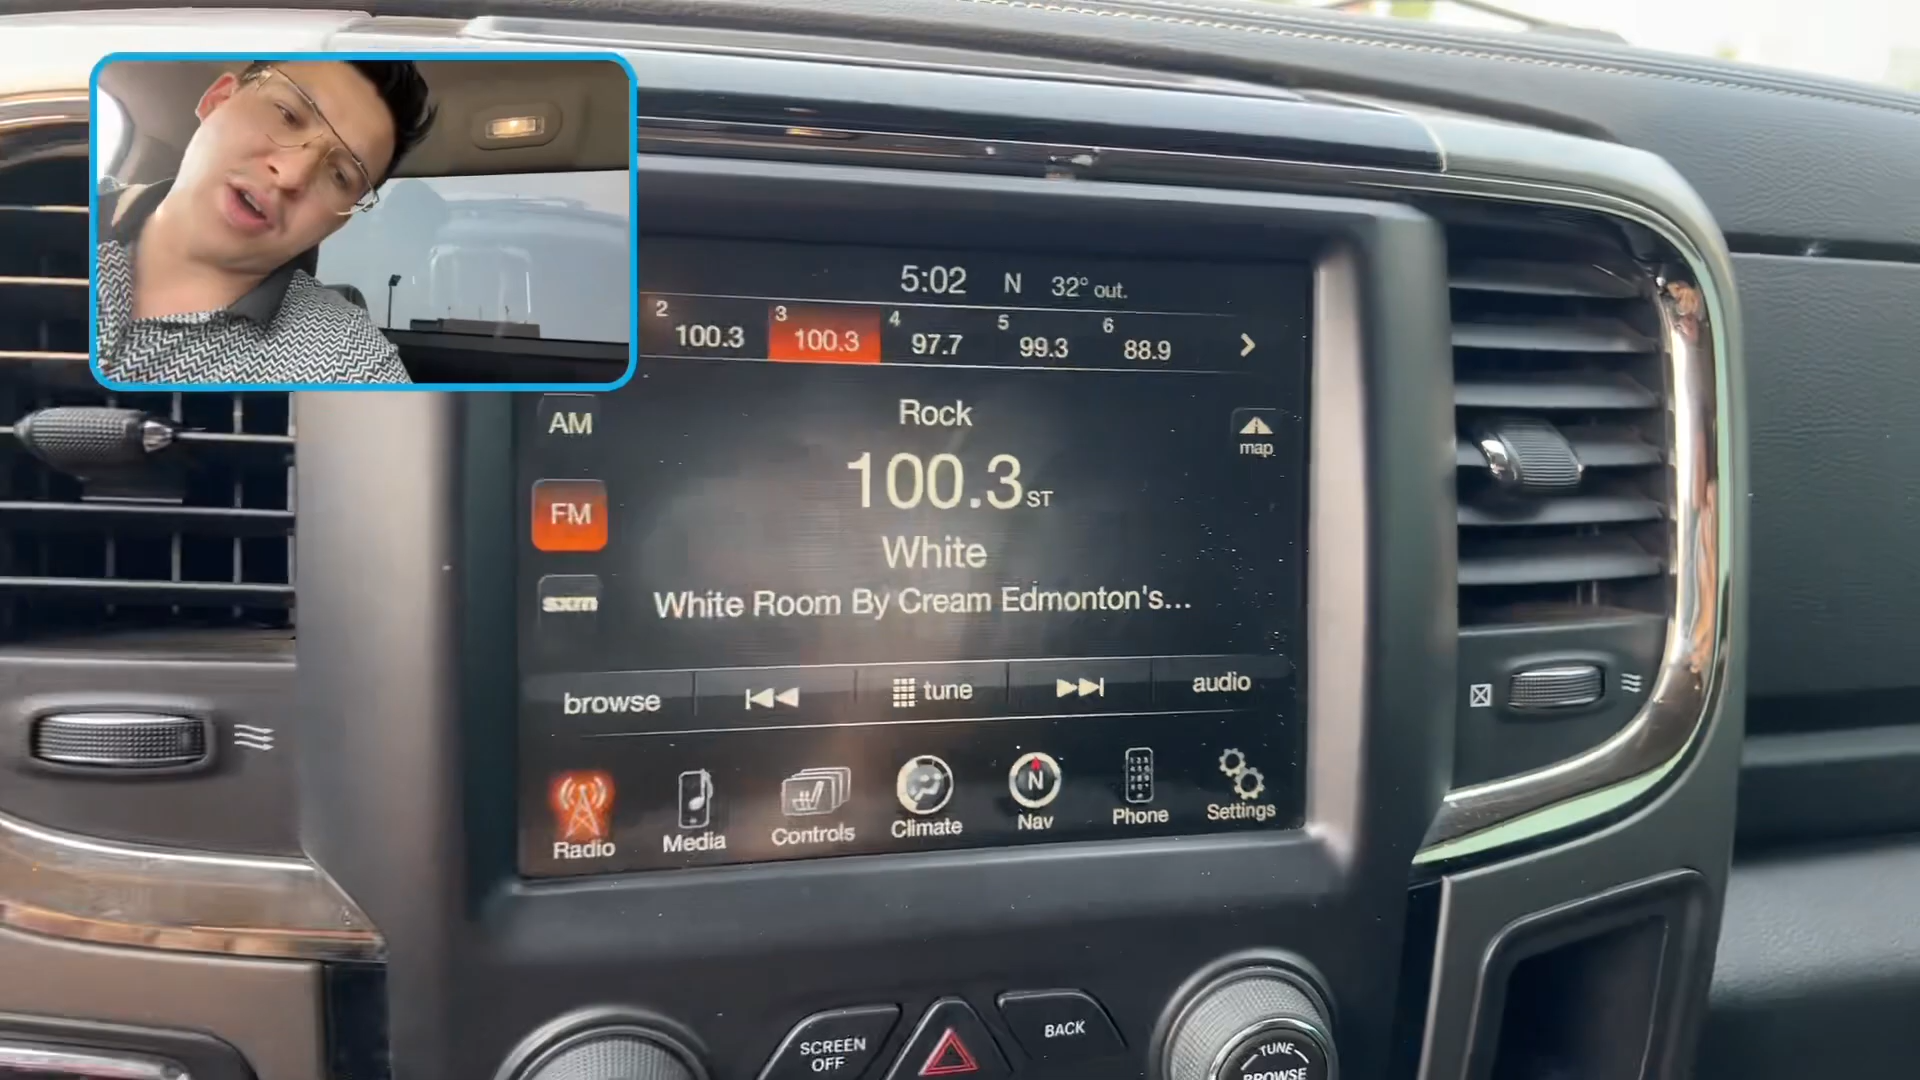 5:02 N 32° out.
2 100.3
3 100.3
4 97.7
5 99.3
6 88.9
AM
Rock
map
100.3 ST
FM
White
sxm
White Room By Cream Edmonton's...
browse
tune
audio
Radio
Media
Controls
Climate
N
Nav
Phone
Settings
SCREEN
OFF
BACK
TUNE
BROWSE